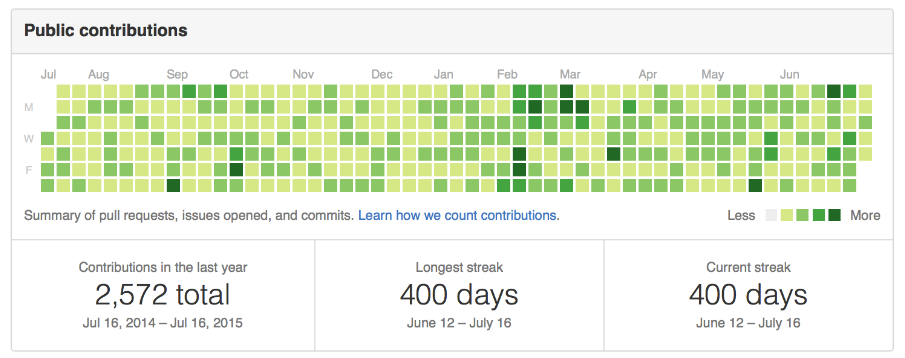 Public contributions
Jul Aug Sep Oct Nov Dec Jan Feb Mar Apr May Jun
M
W
F
Summary of pull requests, issues opened, and commits. Learn how we count contributions.
Less More
Contributions in the last year
2,572 total
Jul 16, 2014 – Jul 16, 2015
Longest streak
400 days
June 12 – July 16
Current streak
400 days
June 12 – July 16